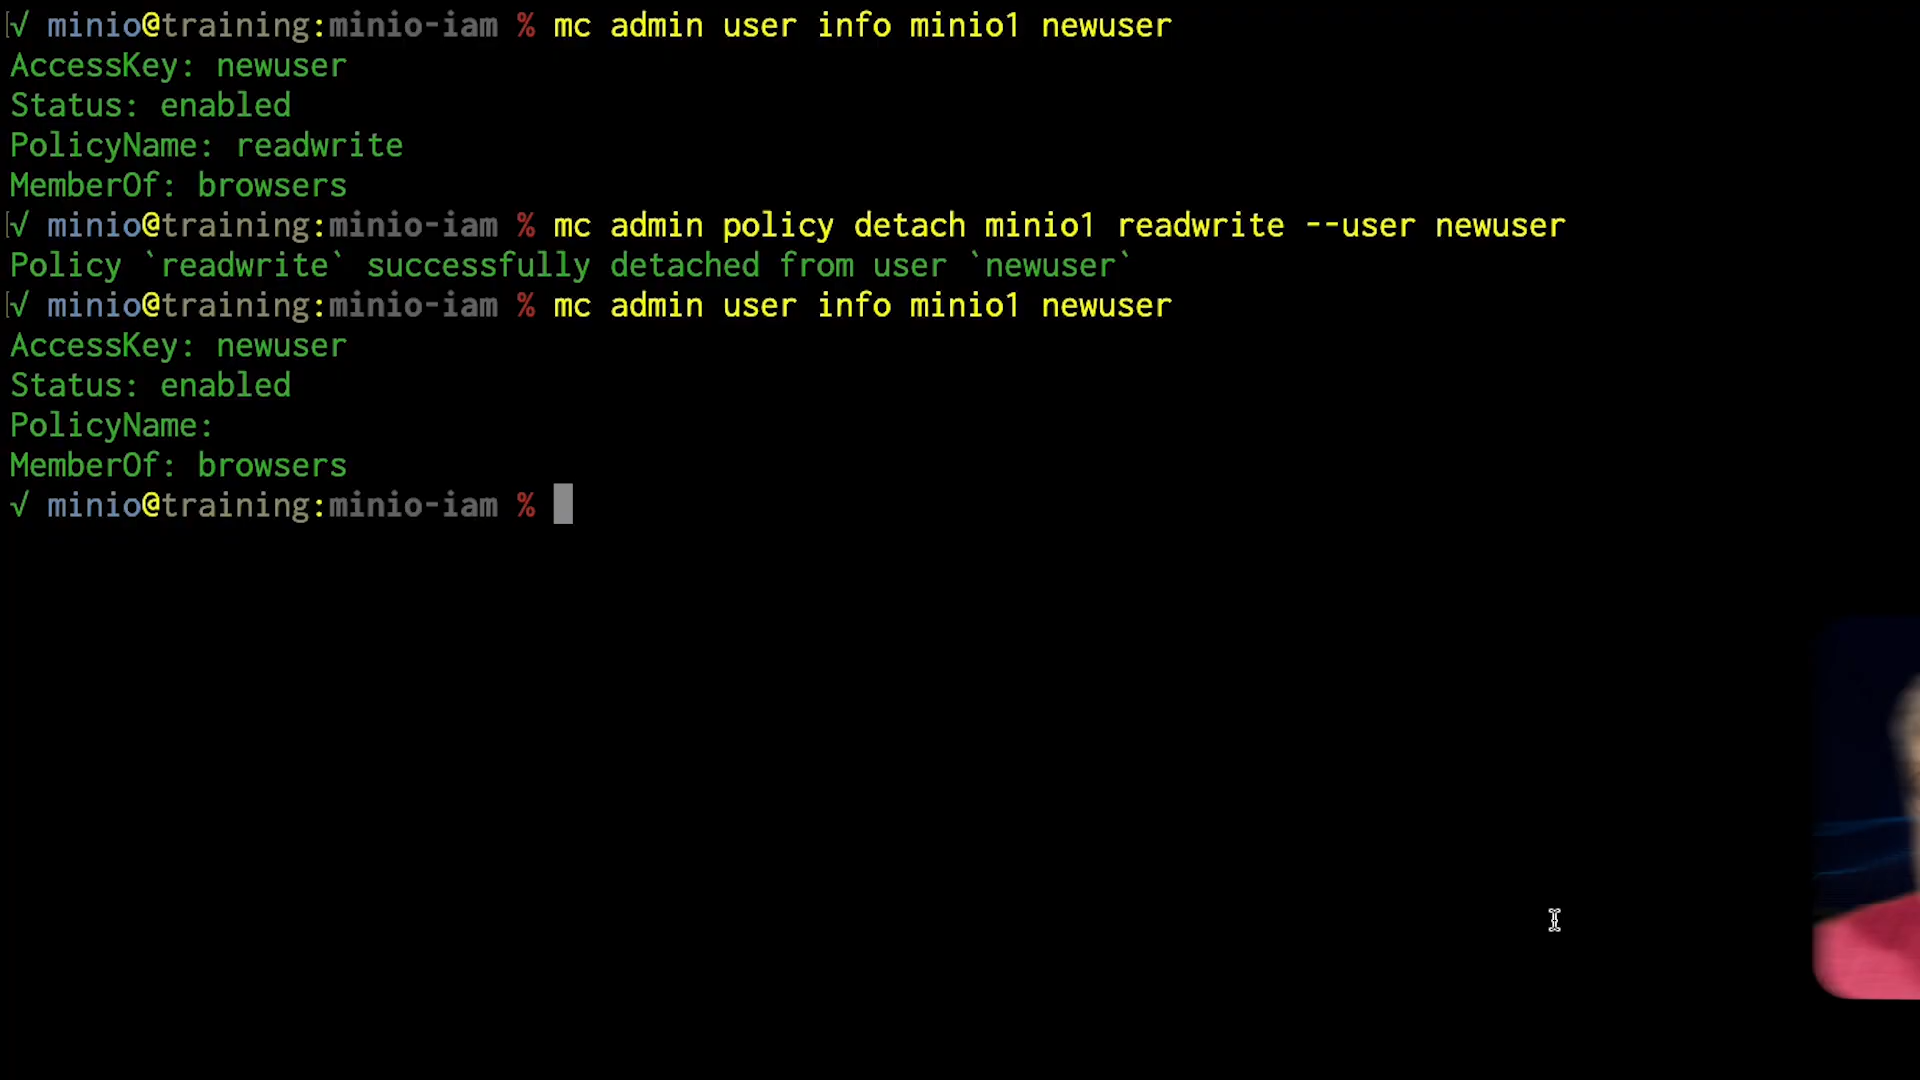 √ minio@training:minio-iam % mc admin user info minio1 newuser
AccessKey: newuser
Status: enabled
PolicyName: readwrite
MemberOf: browsers
√ minio@training:minio-iam % mc admin policy detach minio1 readwrite --user newuser
Policy `readwrite` successfully detached from user `newuser`
√ minio@training:minio-iam % mc admin user info minio1 newuser
AccessKey: newuser
Status: enabled
PolicyName:
MemberOf: browsers
√ minio@training:minio-iam %